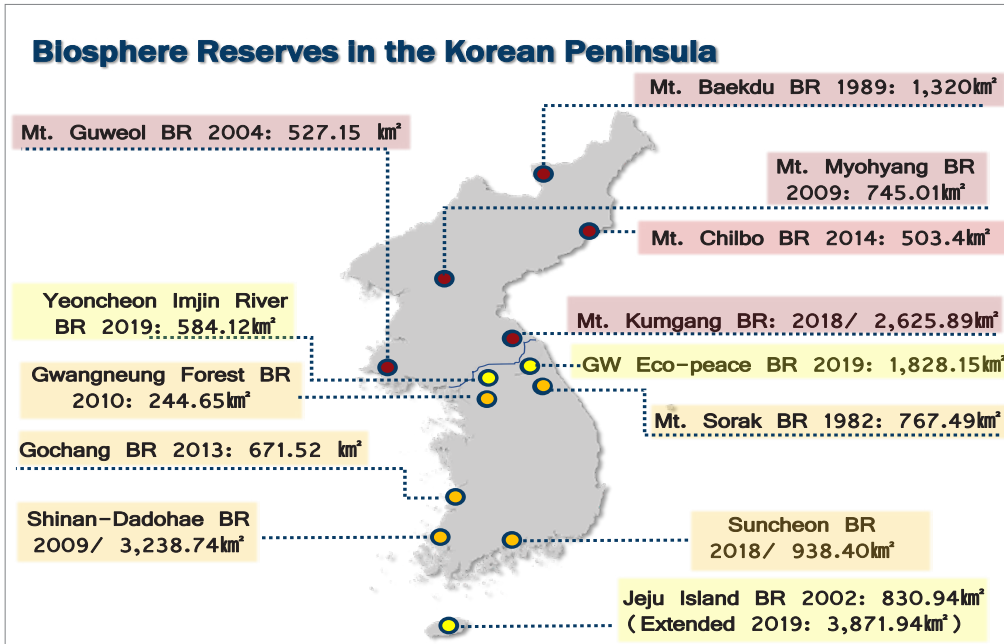 Biosphere Reserves in the Korean Peninsula
Mt. Baekdu BR 1989: 1,320㎢
Mt. Guweol BR 2004: 527.15 ㎢
Mt. Myohyang BR
2009: 745.01㎢
Mt. Chilbo BR 2014: 503.4㎢
Yeoncheon Imjin River
BR 2019: 584.12㎢
Mt. Kumgang BR: 2018/ 2,625.89㎢
GW Eco-peace BR 2019: 1,828.15㎢
Gwangneung Forest BR
2010: 244.65㎢
Mt. Sorak BR 1982: 767.49㎢
Gochang BR 2013: 671.52 ㎢
Shinan-Dadohae BR
2009/ 3,238.74㎢
Suncheon BR
2018/ 938.40㎢
Jeju Island BR 2002: 830.94㎢
(Extended 2019: 3,871.94㎢)